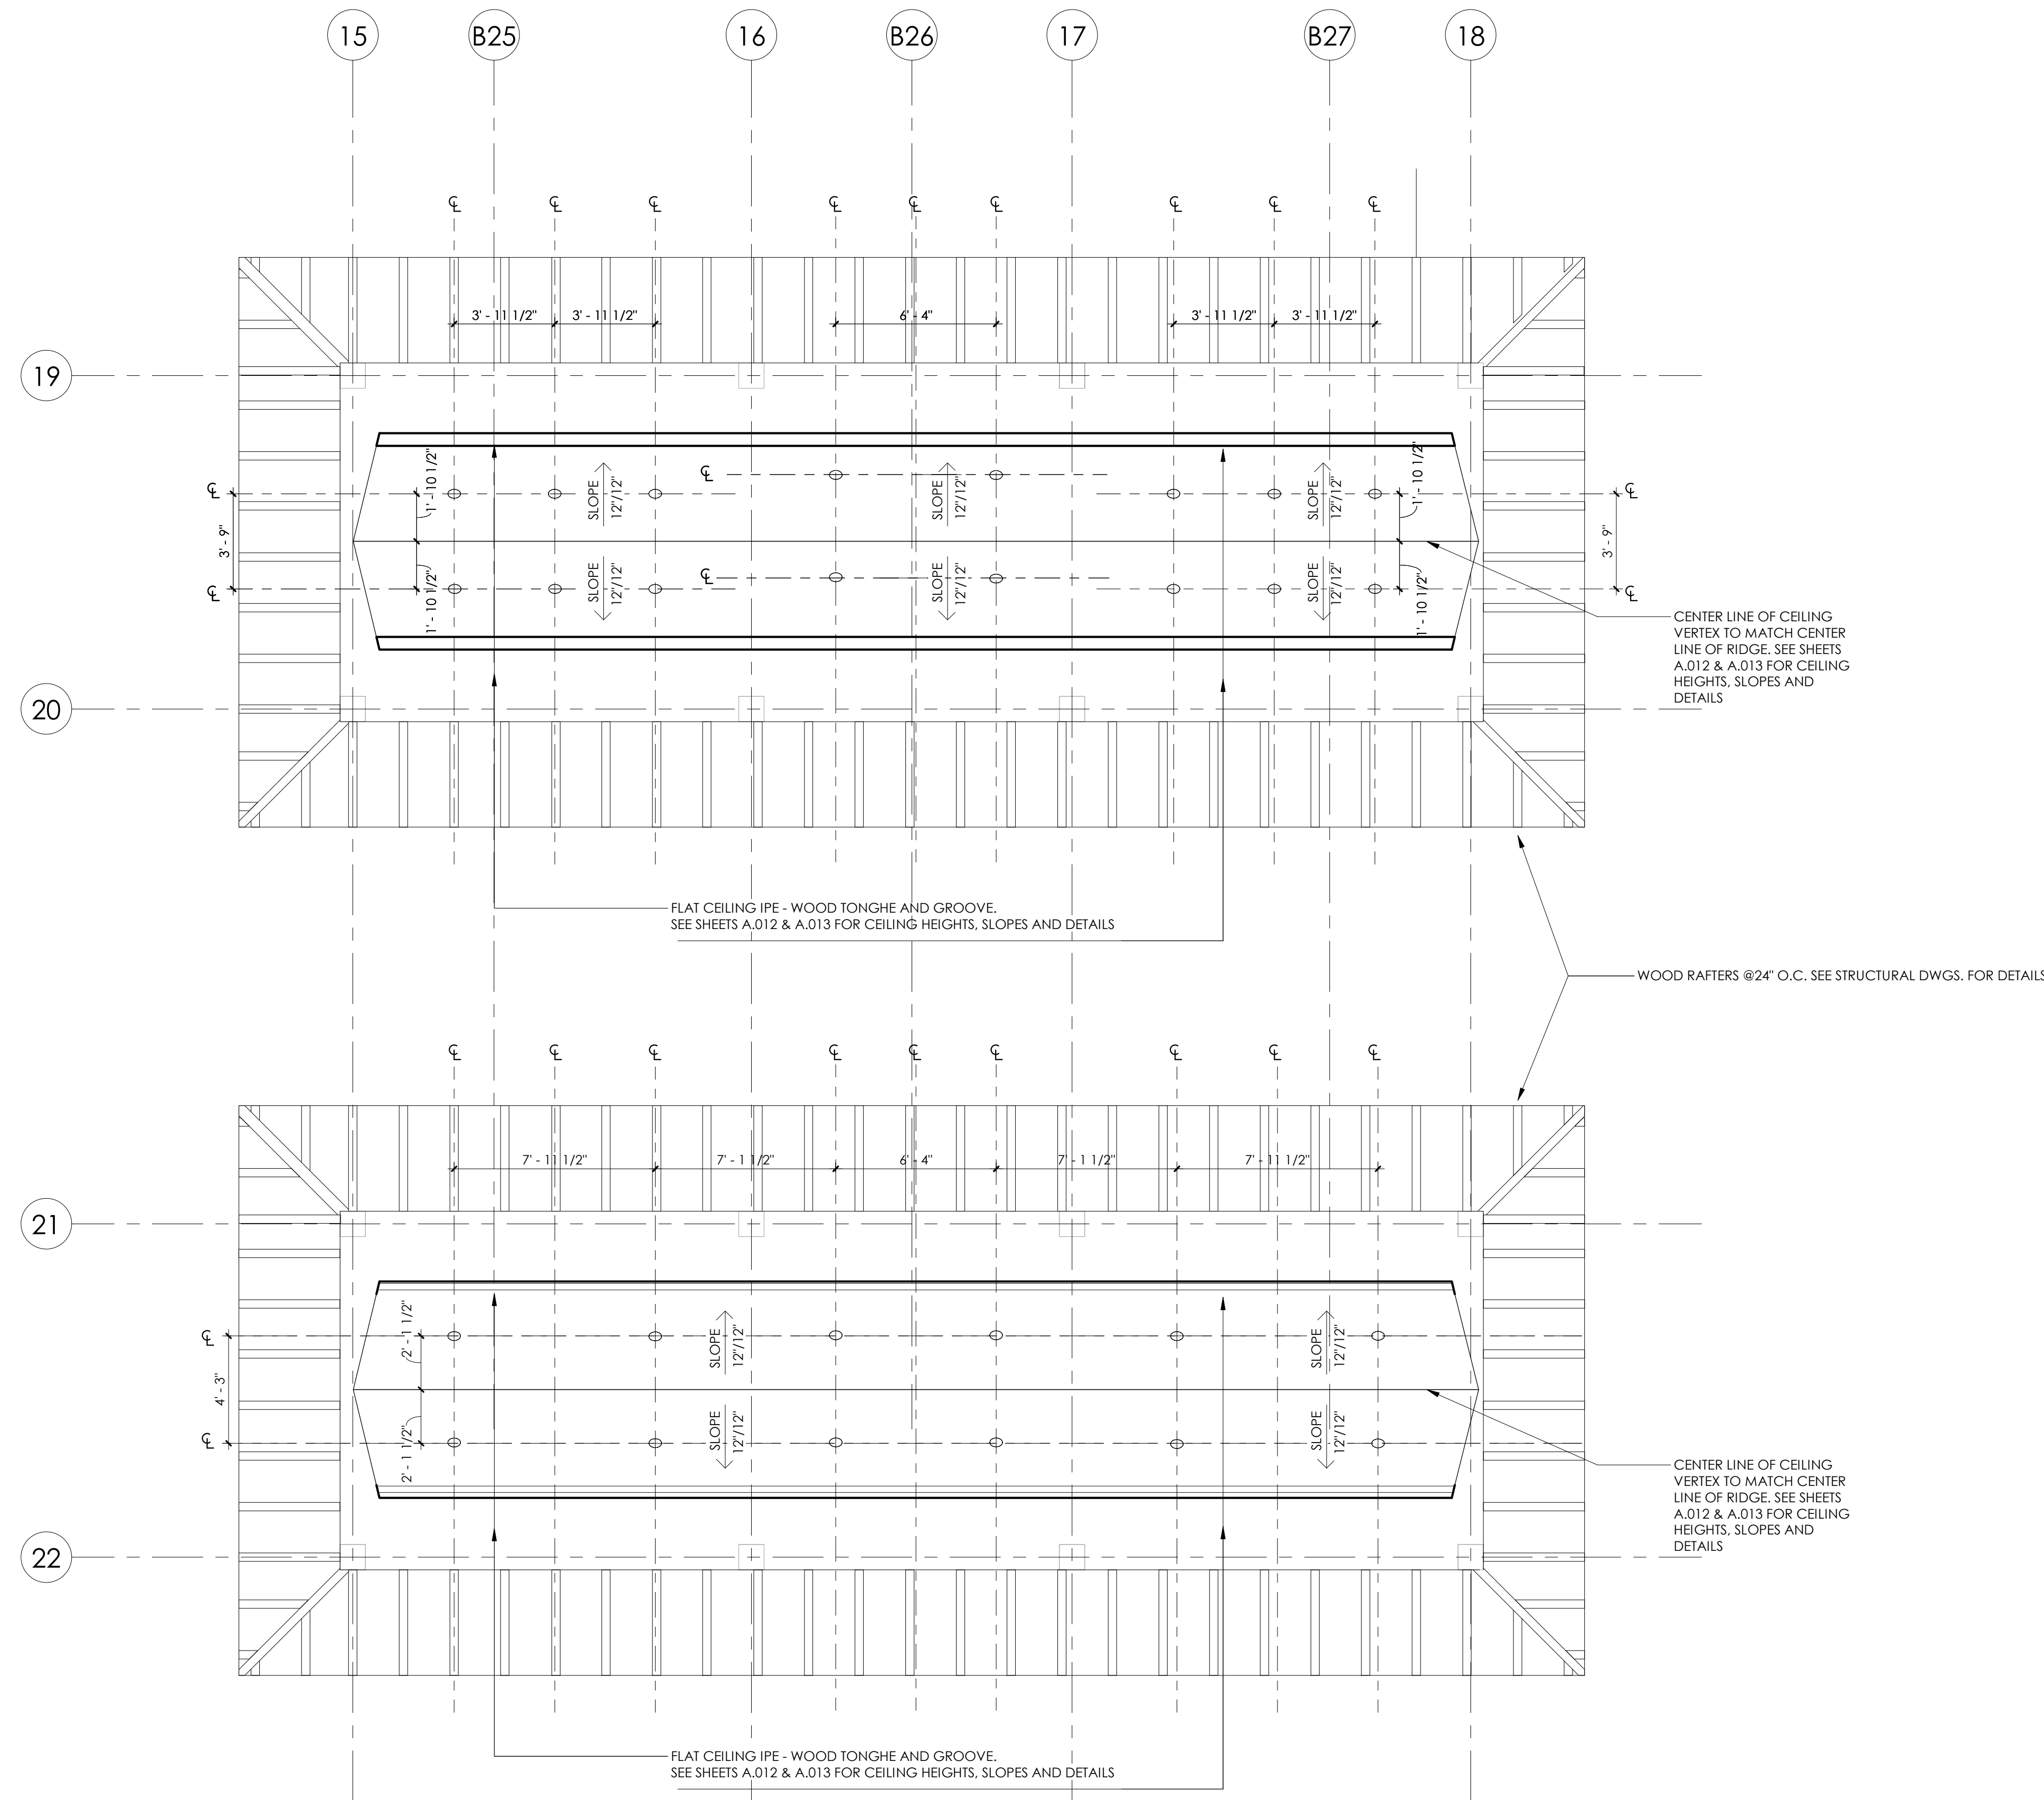 15 B25 16 B26 17 B27 18
℄ ℄ ℄ ℄ ℄ ℄ ℄ ℄ ℄
3' - 11 1/2" 3' - 11 1/2" 6' - 4" 3' - 11 1/2" 3' - 11 1/2"
19
1' - 10 1/2" 1' - 10 1/2"
℄
℄ SLOPE 12"/12" SLOPE 12"/12" SLOPE 12"/12" ℄
3' - 9" 3' - 9"
℄
℄ SLOPE 12"/12" SLOPE 12"/12" SLOPE 12"/12" ℄
1' - 10 1/2" 1' - 10 1/2"
CENTER LINE OF CEILING
VERTEX TO MATCH CENTER
LINE OF RIDGE. SEE SHEETS
A.012 & A.013 FOR CEILING
HEIGHTS, SLOPES AND
DETAILS
20
FLAT CEILING IPE - WOOD TONGHE AND GROOVE.
SEE SHEETS A.012 & A.013 FOR CEILING HEIGHTS, SLOPES AND DETAILS
WOOD RAFTERS @24" O.C. SEE STRUCTURAL DWGS. FOR DETAILS
℄ ℄ ℄ ℄ ℄ ℄ ℄ ℄ ℄
7' - 11 1/2" 7' - 1 1/2" 6' - 4" 7' - 1 1/2" 7' - 11 1/2"
21
2' - 1 1/2"
℄ SLOPE 12"/12" SLOPE 12"/12"
4' - 3"
℄ SLOPE 12"/12" SLOPE 12"/12"
2' - 1 1/2"
CENTER LINE OF CEILING
VERTEX TO MATCH CENTER
LINE OF RIDGE. SEE SHEETS
A.012 & A.013 FOR CEILING
HEIGHTS, SLOPES AND
DETAILS
22
FLAT CEILING IPE - WOOD TONGHE AND GROOVE.
SEE SHEETS A.012 & A.013 FOR CEILING HEIGHTS, SLOPES AND DETAILS